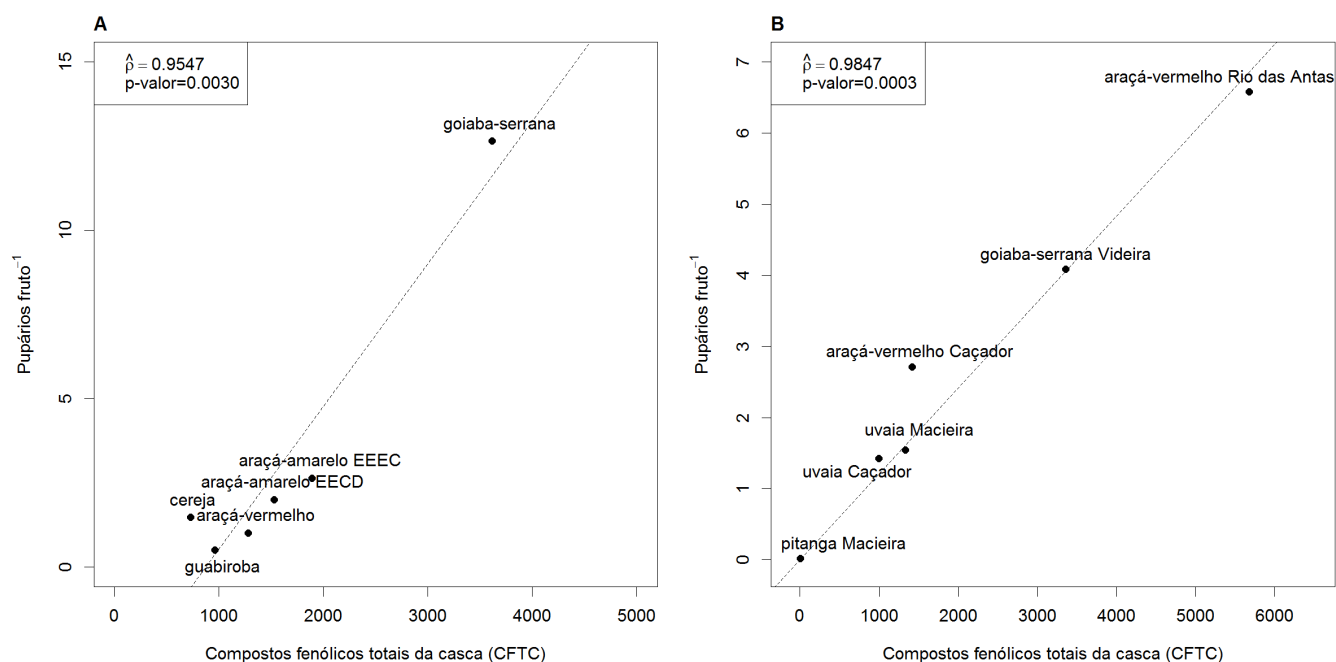 A
ρ̂ = 0.9547
p-valor=0.0030
15
10
5
0
Pupários fruto⁻¹
goiaba-serrana
araçá-amarelo EEEC
araçá-amarelo EECD
cereja
araçá-vermelho
guabiroba
0 1000 2000 3000 4000 5000
Compostos fenólicos totais da casca (CFTC)
B
ρ̂ = 0.9847
p-valor=0.0003
7
6
5
4
3
2
1
0
Pupários fruto⁻¹
araçá-vermelho Rio das Antas
goiaba-serrana Videira
araçá-vermelho Caçador
uvaia Macieira
uvaia Caçador
pitanga Macieira
0 1000 2000 3000 4000 5000 6000
Compostos fenólicos totais da casca (CFTC)